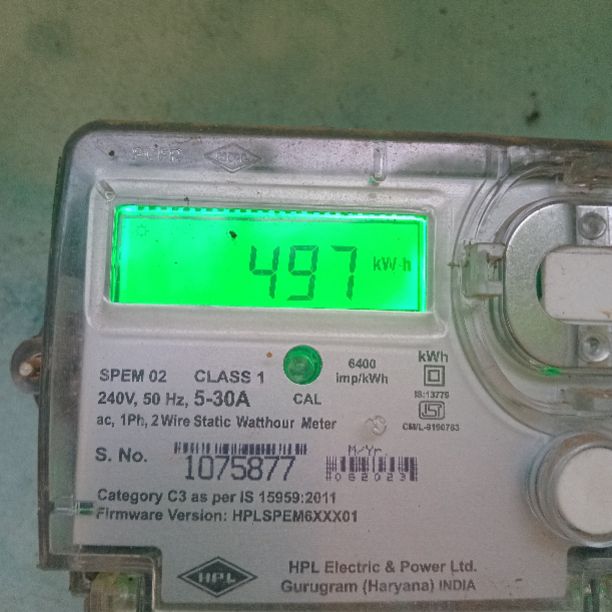 497 kWh
SPEM 02 CLASS 1
240V, 50 Hz, 5-30A
ac, 1Ph, 2 Wire Static Watthour Meter
CAL
6400
imp/kWh
kWh
IS:13779
CM/L-9190763
S. No. 1075877
M/Yr.
062023
Category C3 as per IS 15959:2011
Firmware Version: HPLSPEM6XXX01
HPL
HPL Electric & Power Ltd.
Gurugram (Haryana) INDIA